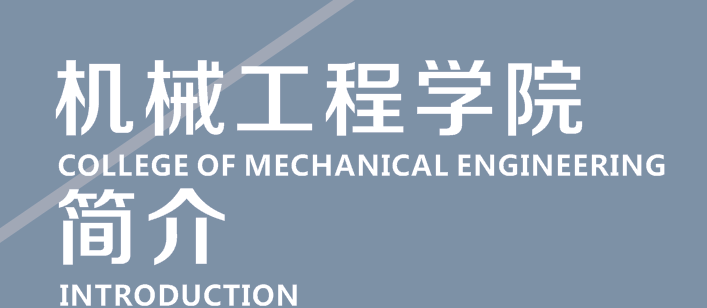 机械工程学院
COLLEGE OF MECHANICAL ENGINEERING
简介
INTRODUCTION